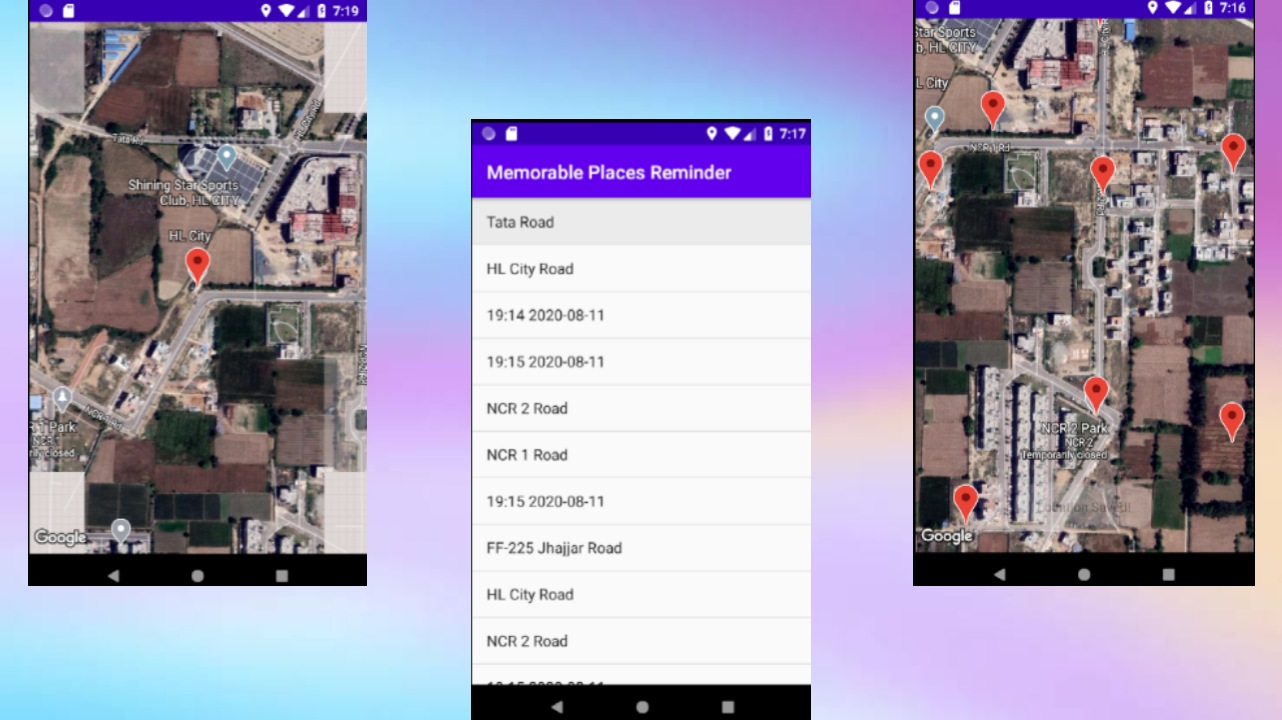 7:19
Tata Rd
HL City Rd
Shining Star Sports
Club, HL CITY
HL City
NCR 1 Rd
R 1 Park
NCR 1
rily closed
Google
7:17
Memorable Places Reminder
Tata Road
HL City Road
19:14 2020-08-11
19:15 2020-08-11
NCR 2 Road
NCR 1 Road
19:15 2020-08-11
FF-225 Jhajjar Road
HL City Road
NCR 2 Road
7:16
Star Sports
b, HL CITY
L City
NCR 1 Rd
NCR 2 Park
NCR 2
Temporarily closed
Location Saved!
Google